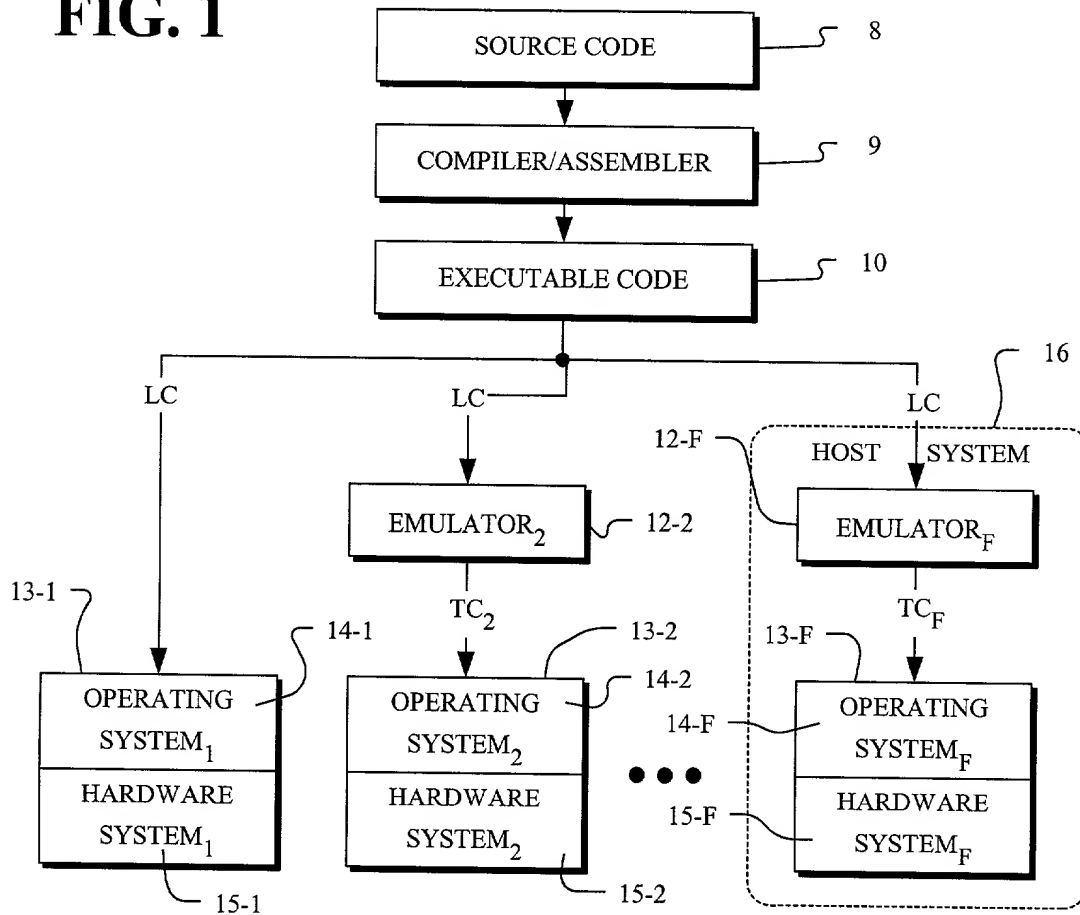 FIG. 1
SOURCE CODE
8
COMPILER/ASSEMBLER
9
EXECUTABLE CODE
10
LC
LC
LC
16
12-F
HOST SYSTEM
EMULATOR2
12-2
EMULATORF
13-1
14-1
TC2
13-2
14-2
TCF
13-F
14-F
OPERATING
SYSTEM1
OPERATING
SYSTEM2
OPERATING
SYSTEMF
HARDWARE
SYSTEM1
HARDWARE
SYSTEM2
15-F
HARDWARE
SYSTEMF
15-1
15-2